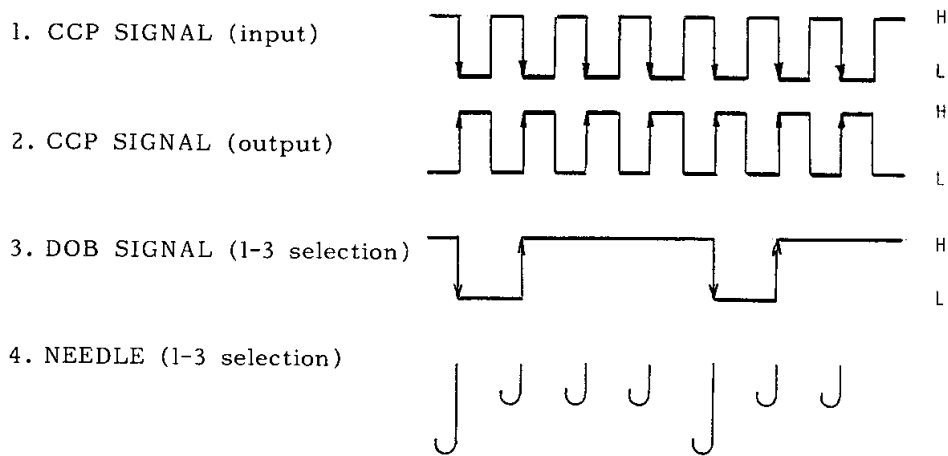 1. CCP SIGNAL (input)
H
L
2. CCP SIGNAL (output)
H
L
3. DOB SIGNAL (1-3 selection)
H
L
4. NEEDLE (1-3 selection)